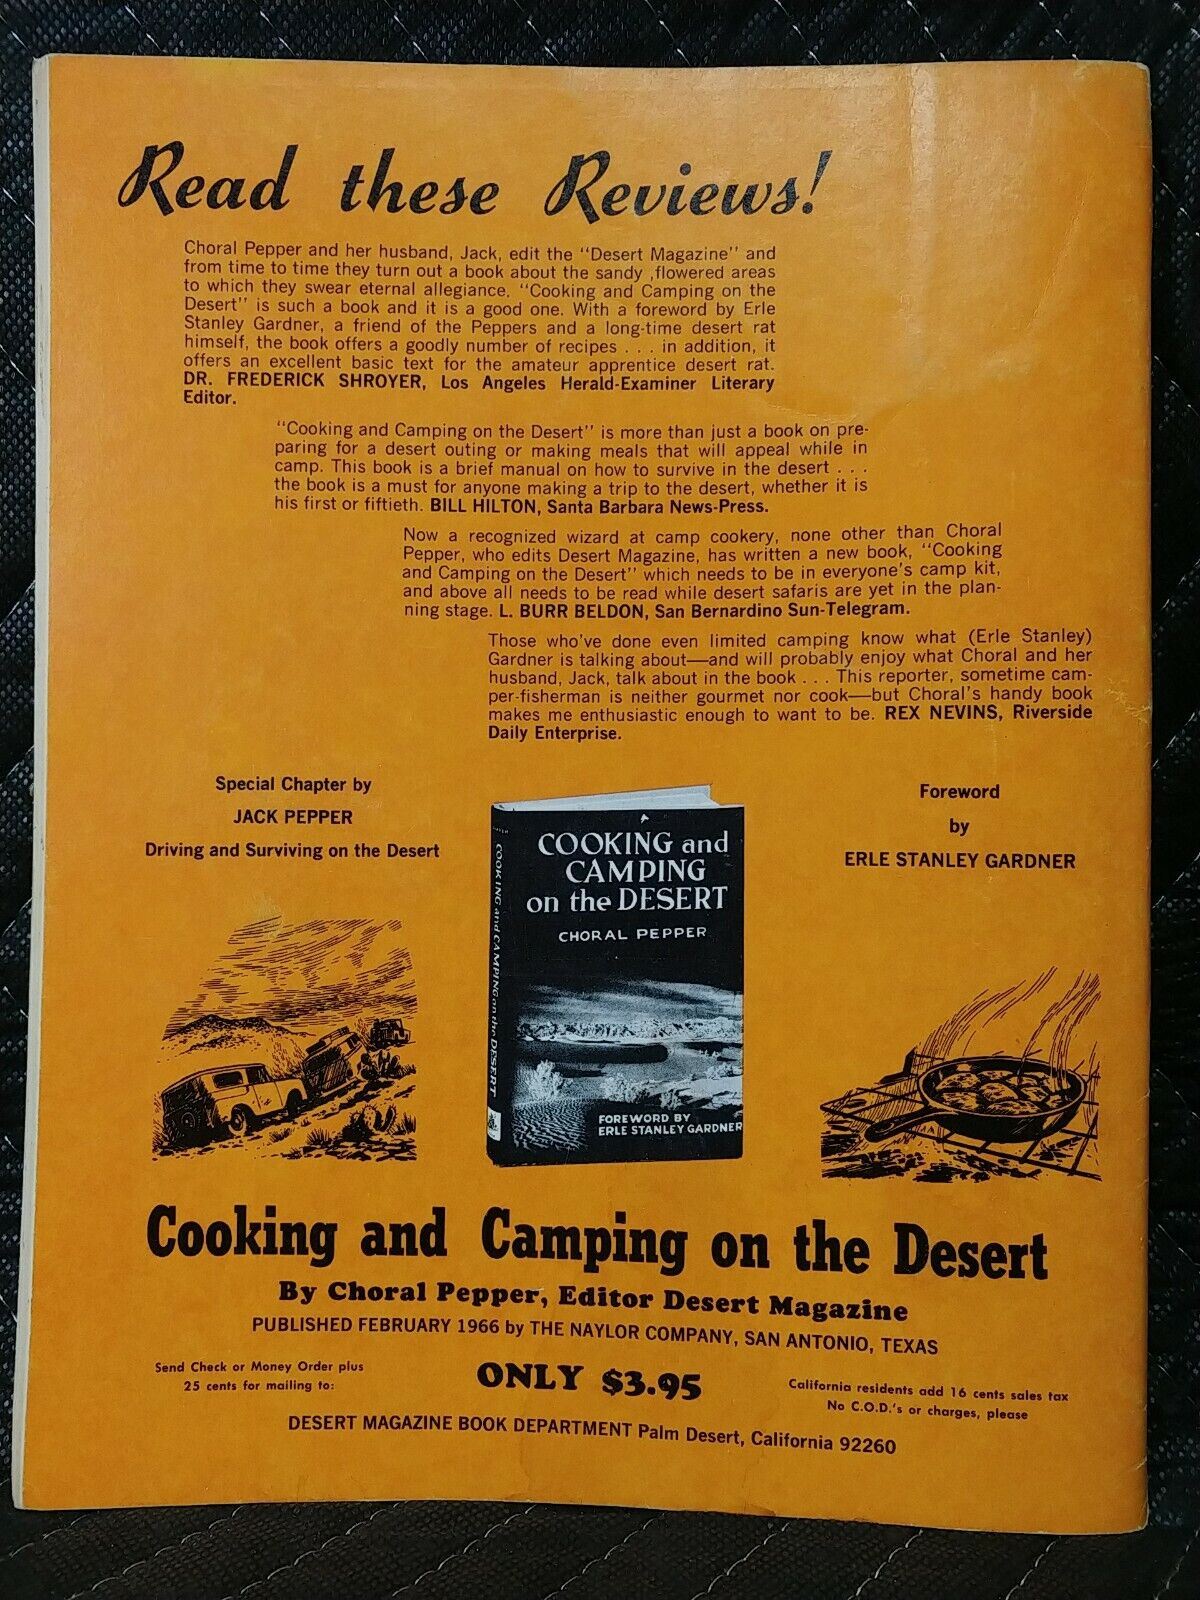 Read these Reviews!
Choral Pepper and her husband, Jack, edit the "Desert Magazine" and
from time to time they turn out a book about the sandy ,flowered areas
to which they swear eternal allegiance. "Cooking and Camping on the
Desert" is such a book and it is a good one. With a foreword by Erle
Stanley Gardner, a friend of the Peppers and a long-time desert rat
himself, the book offers a goodly number of recipes . . . in addition, it
offers an excellent basic text for the amateur apprentice desert rat.
DR. FREDERICK SHROYER, Los Angeles Herald-Examiner Literary
Editor.
"Cooking and Camping on the Desert" is more than just a book on pre-
paring for a desert outing or making meals that will appeal while in
camp. This book is a brief manual on how to survive in the desert . . .
the book is a must for anyone making a trip to the desert, whether it is
his first or fiftieth. BILL HILTON, Santa Barbara News-Press.
Now a recognized wizard at camp cookery, none other than Choral
Pepper, who edits Desert Magazine, has written a new book, "Cooking
and Camping on the Desert" which needs to be in everyone's camp kit,
and above all needs to be read while desert safaris are yet in the plan-
ning stage. L. BURR BELDON, San Bernardino Sun-Telegram.
Those who've done even limited camping know what (Erle Stanley)
Gardner is talking about—and will probably enjoy what Choral and her
husband, Jack, talk about in the book . . . This reporter, sometime cam-
per-fisherman is neither gourmet nor cook—but Choral's handy book
makes me enthusiastic enough to want to be. REX NEVINS, Riverside
Daily Enterprise.
Special Chapter by
JACK PEPPER
Driving and Surviving on the Desert
COOKING and CAMPING on the DESERT
COOKING and
CAMPING
on the DESERT
CHORAL PEPPER
FOREWORD BY
ERLE STANLEY GARDNER
Foreword
by
ERLE STANLEY GARDNER
Cooking and Camping on the Desert
By Choral Pepper, Editor Desert Magazine
PUBLISHED FEBRUARY 1966 by THE NAYLOR COMPANY, SAN ANTONIO, TEXAS
Send Check or Money Order plus
25 cents for mailing to:
ONLY $3.95
California residents add 16 cents sales tax
No C.O.D.'s or charges, please
DESERT MAGAZINE BOOK DEPARTMENT Palm Desert, California 92260